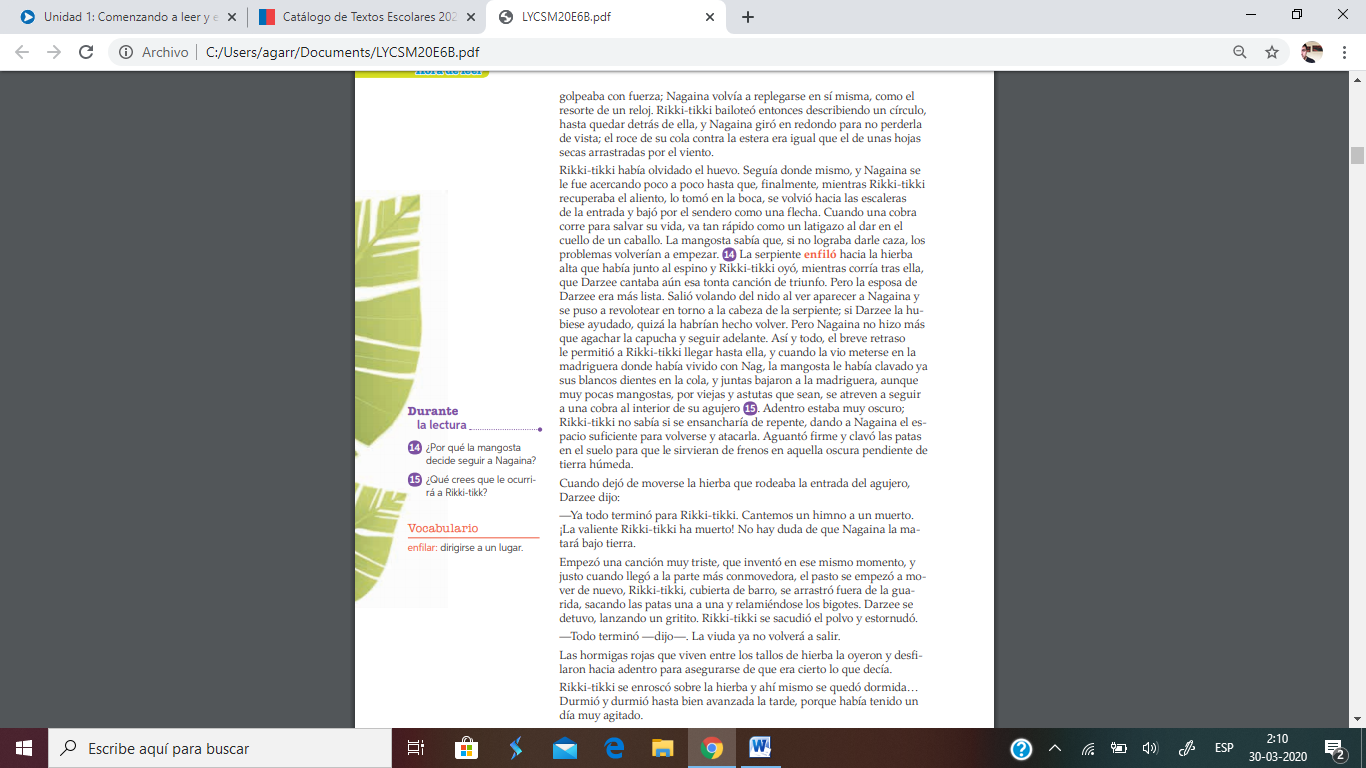 Unidad 1: Comenzando a leer y e
Catálogo de Textos Escolares 202
LYCSM20E6B.pdf
Archivo
C:/Users/agarr/Documents/LYCSM20E6B.pdf
Hora de leer
golpeaba con fuerza; Nagaina volvía a replegarse en sí misma, como el
resorte de un reloj. Rikki-tikki bailoteó entonces describiendo un círculo,
hasta quedar detrás de ella, y Nagaina giró en redondo para no perderla
de vista; el roce de su cola contra la estera era igual que el de unas hojas
secas arrastradas por el viento.
Rikki-tikki había olvidado el huevo. Seguía donde mismo, y Nagaina se
le fue acercando poco a poco hasta que, finalmente, mientras Rikki-tikki
recuperaba el aliento, lo tomó en la boca, se volvió hacia las escaleras
de la entrada y bajó por el sendero como una flecha. Cuando una cobra
corre para salvar su vida, va tan rápido como un latigazo al dar en el
cuello de un caballo. La mangosta sabía que, si no lograba darle caza, los
problemas volverían a empezar. 14 La serpiente enfiló hacia la hierba
alta que había junto al espino y Rikki-tikki oyó, mientras corría tras ella,
que Darzee cantaba aún esa tonta canción de triunfo. Pero la esposa de
Darzee era más lista. Salió volando del nido al ver aparecer a Nagaina y
se puso a revolotear en torno a la cabeza de la serpiente; si Darzee la hu-
biese ayudado, quizá la habrían hecho volver. Pero Nagaina no hizo más
que agachar la capucha y seguir adelante. Así y todo, el breve retraso
le permitió a Rikki-tikki llegar hasta ella, y cuando la vio meterse en la
madriguera donde había vivido con Nag, la mangosta le había clavado ya
sus blancos dientes en la cola, y juntas bajaron a la madriguera, aunque
muy pocas mangostas, por viejas y astutas que sean, se atreven a seguir
a una cobra al interior de su agujero 15. Adentro estaba muy oscuro;
Rikki-tikki no sabía si se ensancharía de repente, dando a Nagaina el es-
pacio suficiente para volverse y atacarla. Aguantó firme y clavó las patas
en el suelo para que le sirvieran de frenos en aquella oscura pendiente de
tierra húmeda.
Cuando dejó de moverse la hierba que rodeaba la entrada del agujero,
Darzee dijo:
—Ya todo terminó para Rikki-tikki. Cantemos un himno a un muerto.
¡La valiente Rikki-tikki ha muerto! No hay duda de que Nagaina la ma-
tará bajo tierra.
Empezó una canción muy triste, que inventó en ese mismo momento, y
justo cuando llegó a la parte más conmovedora, el pasto se empezó a mo-
ver de nuevo, Rikki-tikki, cubierta de barro, se arrastró fuera de la gua-
rida, sacando las patas una a una y relamiéndose los bigotes. Darzee se
detuvo, lanzando un gritito. Rikki-tikki se sacudió el polvo y estornudó.
—Todo terminó —dijo—. La viuda ya no volverá a salir.
Las hormigas rojas que viven entre los tallos de hierba la oyeron y desfi-
laron hacia adentro para asegurarse de que era cierto lo que decía.
Rikki-tikki se enroscó sobre la hierba y ahí mismo se quedó dormida…
Durmió y durmió hasta bien avanzada la tarde, porque había tenido un
día muy agitado.
Durante
la lectura
14 ¿Por qué la mangosta
decide seguir a Nagaina?
15 ¿Qué crees que le ocurri-
rá a Rikki-tikk?
Vocabulario
enfilar: dirigirse a un lugar.
Escribe aquí para buscar
ESP
2:10
30-03-2020
2